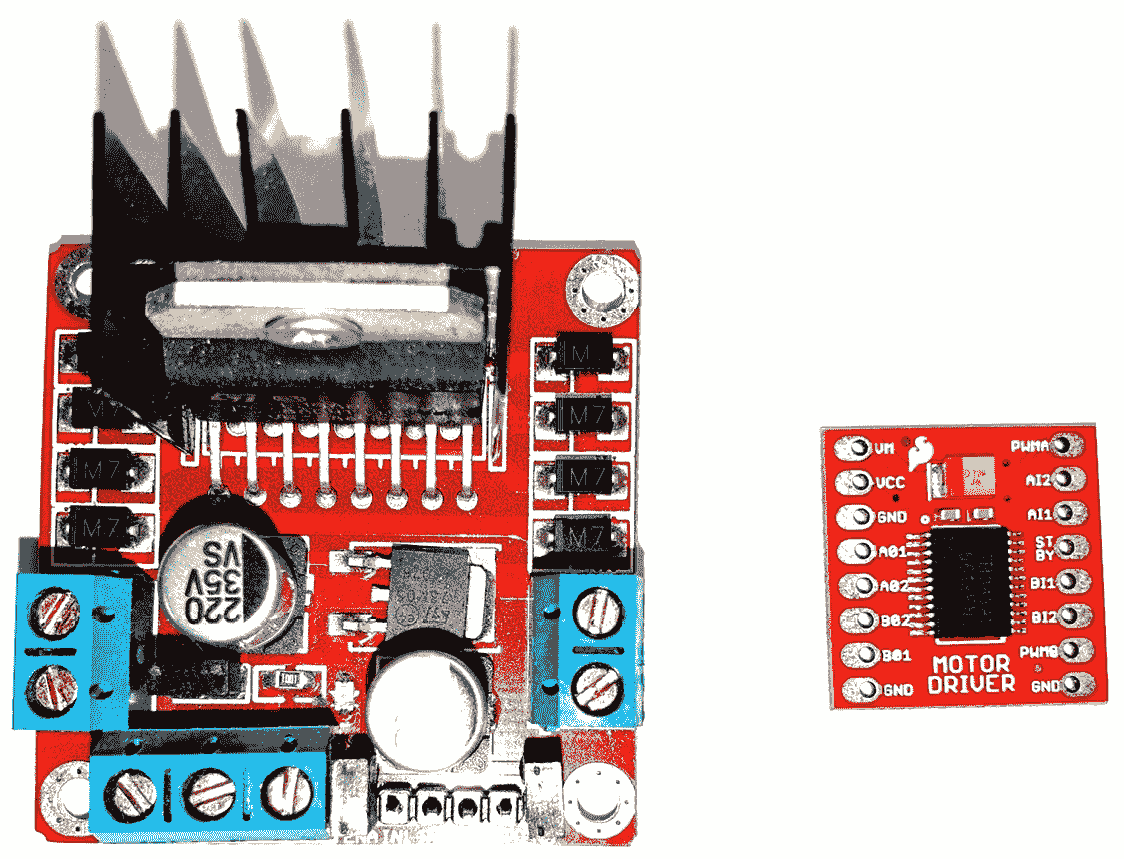 M7
M7
M7
M
M7
M7
M7
220
35V
VS
1001
VM
VCC
GND
A01
A02
B02
B01
GND
PWMA
AI2
AI1
ST
BY
BI1
BI2
PWMB
GND
MOTOR
DRIVER